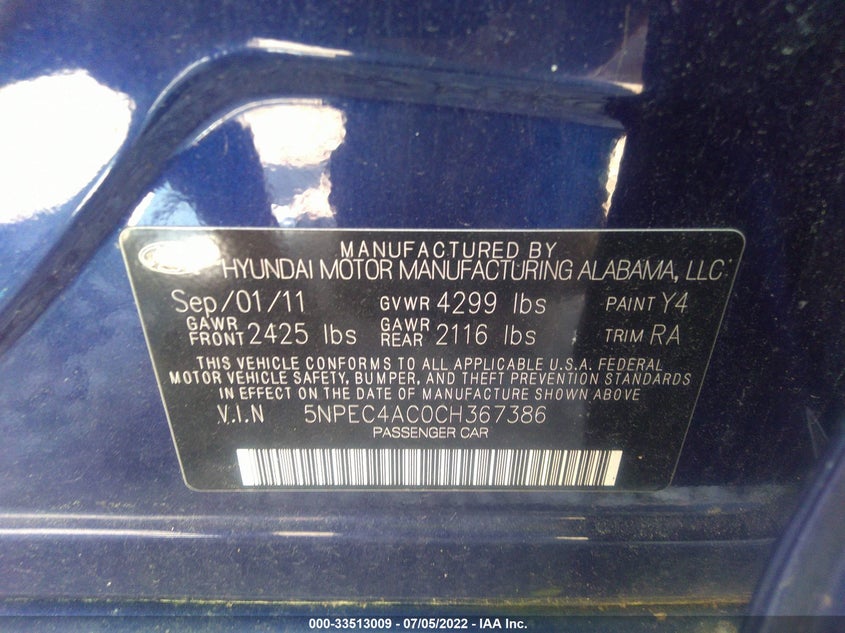 MANUFACTURED BY
HYUNDAI MOTOR MANUFACTURING ALABAMA, LLC
Sep/01/11 GVWR 4299 lbs PAINT Y4
GAWR FRONT 2425 lbs GAWR REAR 2116 lbs TRIM RA
THIS VEHICLE CONFORMS TO ALL APPLICABLE U.S.A. FEDERAL
MOTOR VEHICLE SAFETY, BUMPER, AND THEFT PREVENTION STANDARDS
IN EFFECT ON THE DATE OF MANUFACTURE SHOWN ABOVE
V.I.N 5NPEC4AC0CH367386
PASSENGER CAR
000-33513009 - 07/05/2022 - IAA Inc.